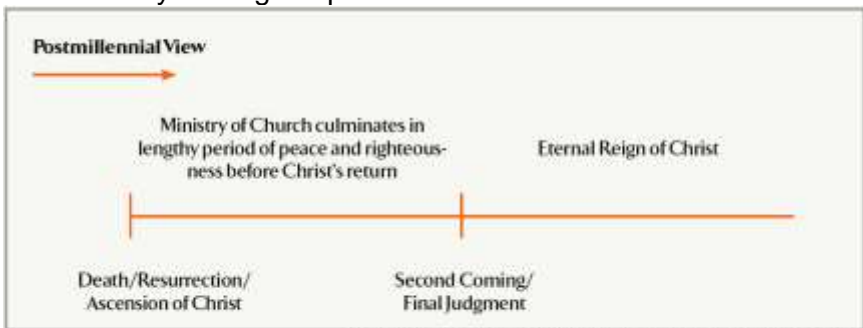 Postmillennial View
Ministry of Church culminates in
lengthy period of peace and righteous-
ness before Christ's return
Eternal Reign of Christ
Death/Resurrection/
Ascension of Christ
Second Coming/
Final Judgment